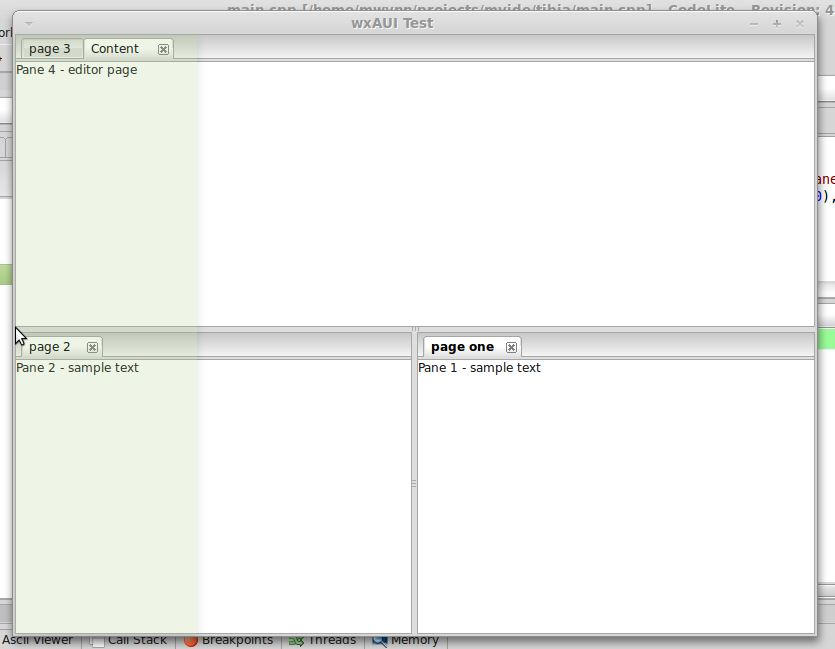 main.cpp [/home/mwypn/projects/myide/tibia/main.cpp] - CodeLite - Revision: 4
wxAUI Test
page 3 Content
Pane 4 - editor page
page 2
Pane 2 - sample text
page one
Pane 1 - sample text
Ascii Viewer Call Stack Breakpoints Threads Memory